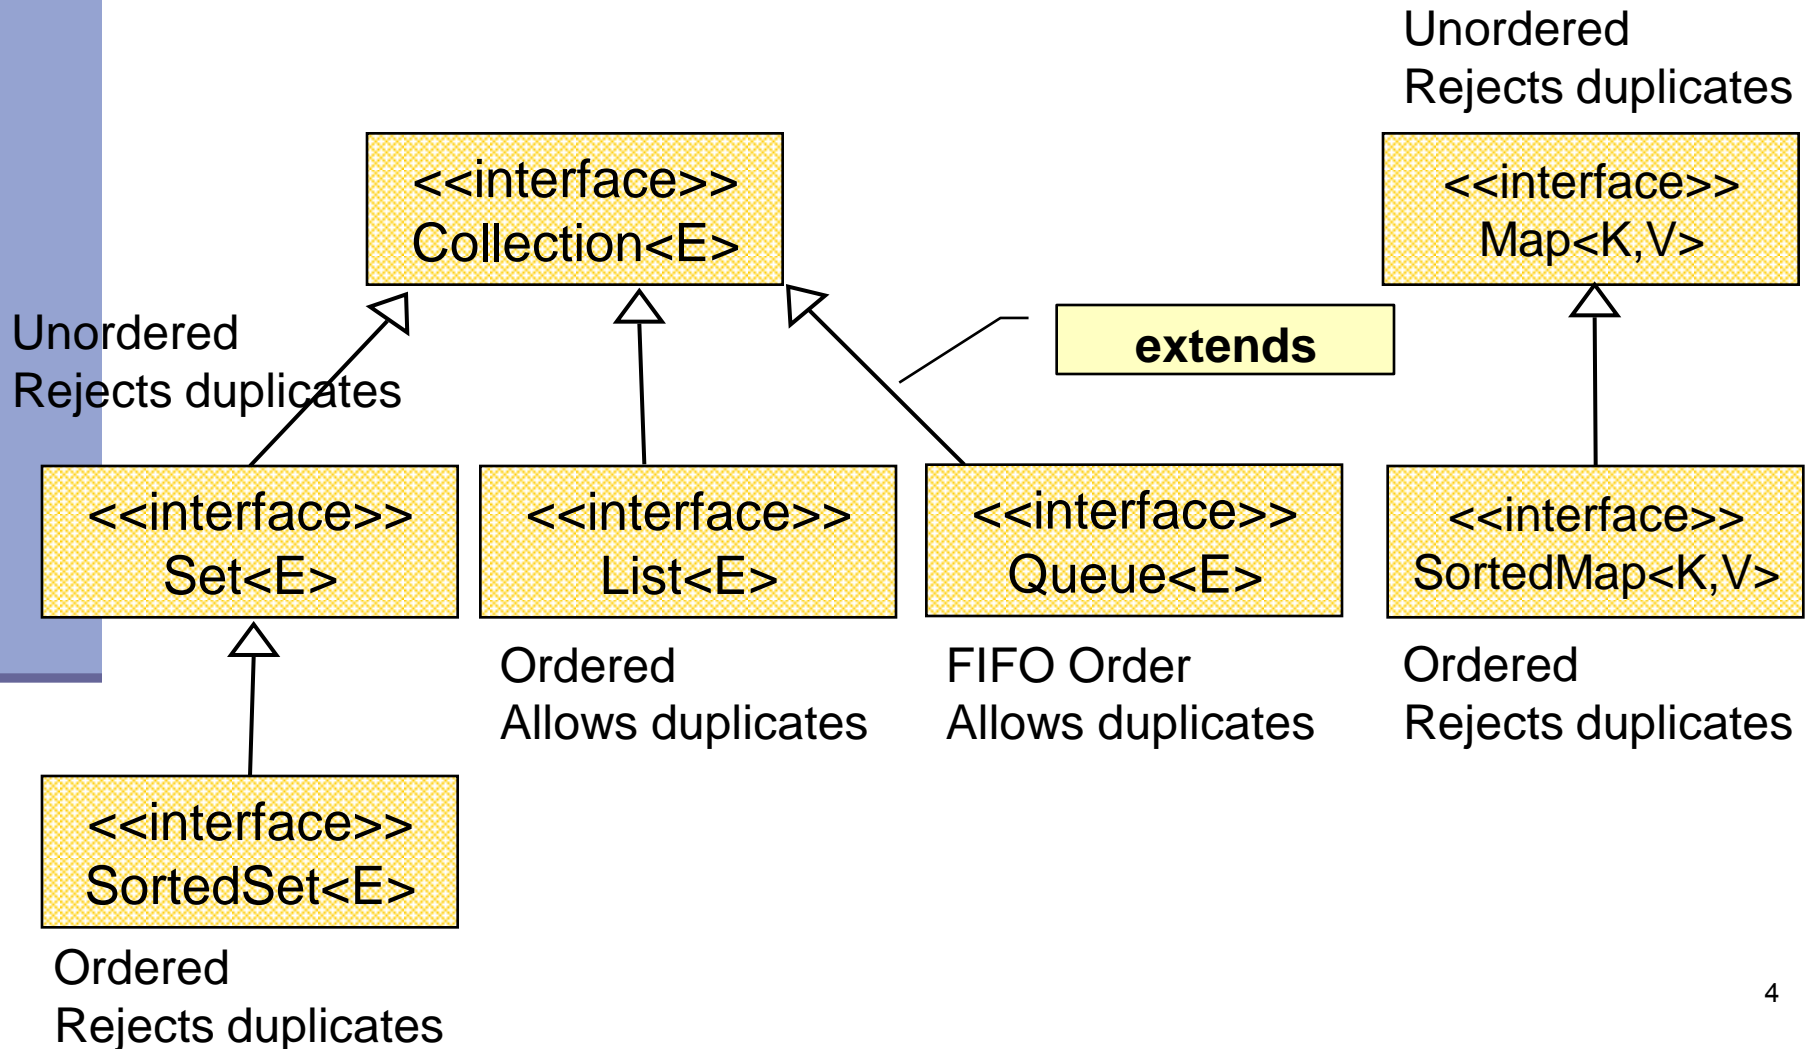 Unordered
Rejects duplicates
<<interface>>
Collection<E>
<<interface>>
Map<K,V>
Unordered
Rejects duplicates
extends
<<interface>>
Set<E>
<<interface>>
List<E>
<<interface>>
Queue<E>
<<interface>>
SortedMap<K,V>
Ordered
Allows duplicates
FIFO Order
Allows duplicates
Ordered
Rejects duplicates
<<interface>>
SortedSet<E>
Ordered
Rejects duplicates
4